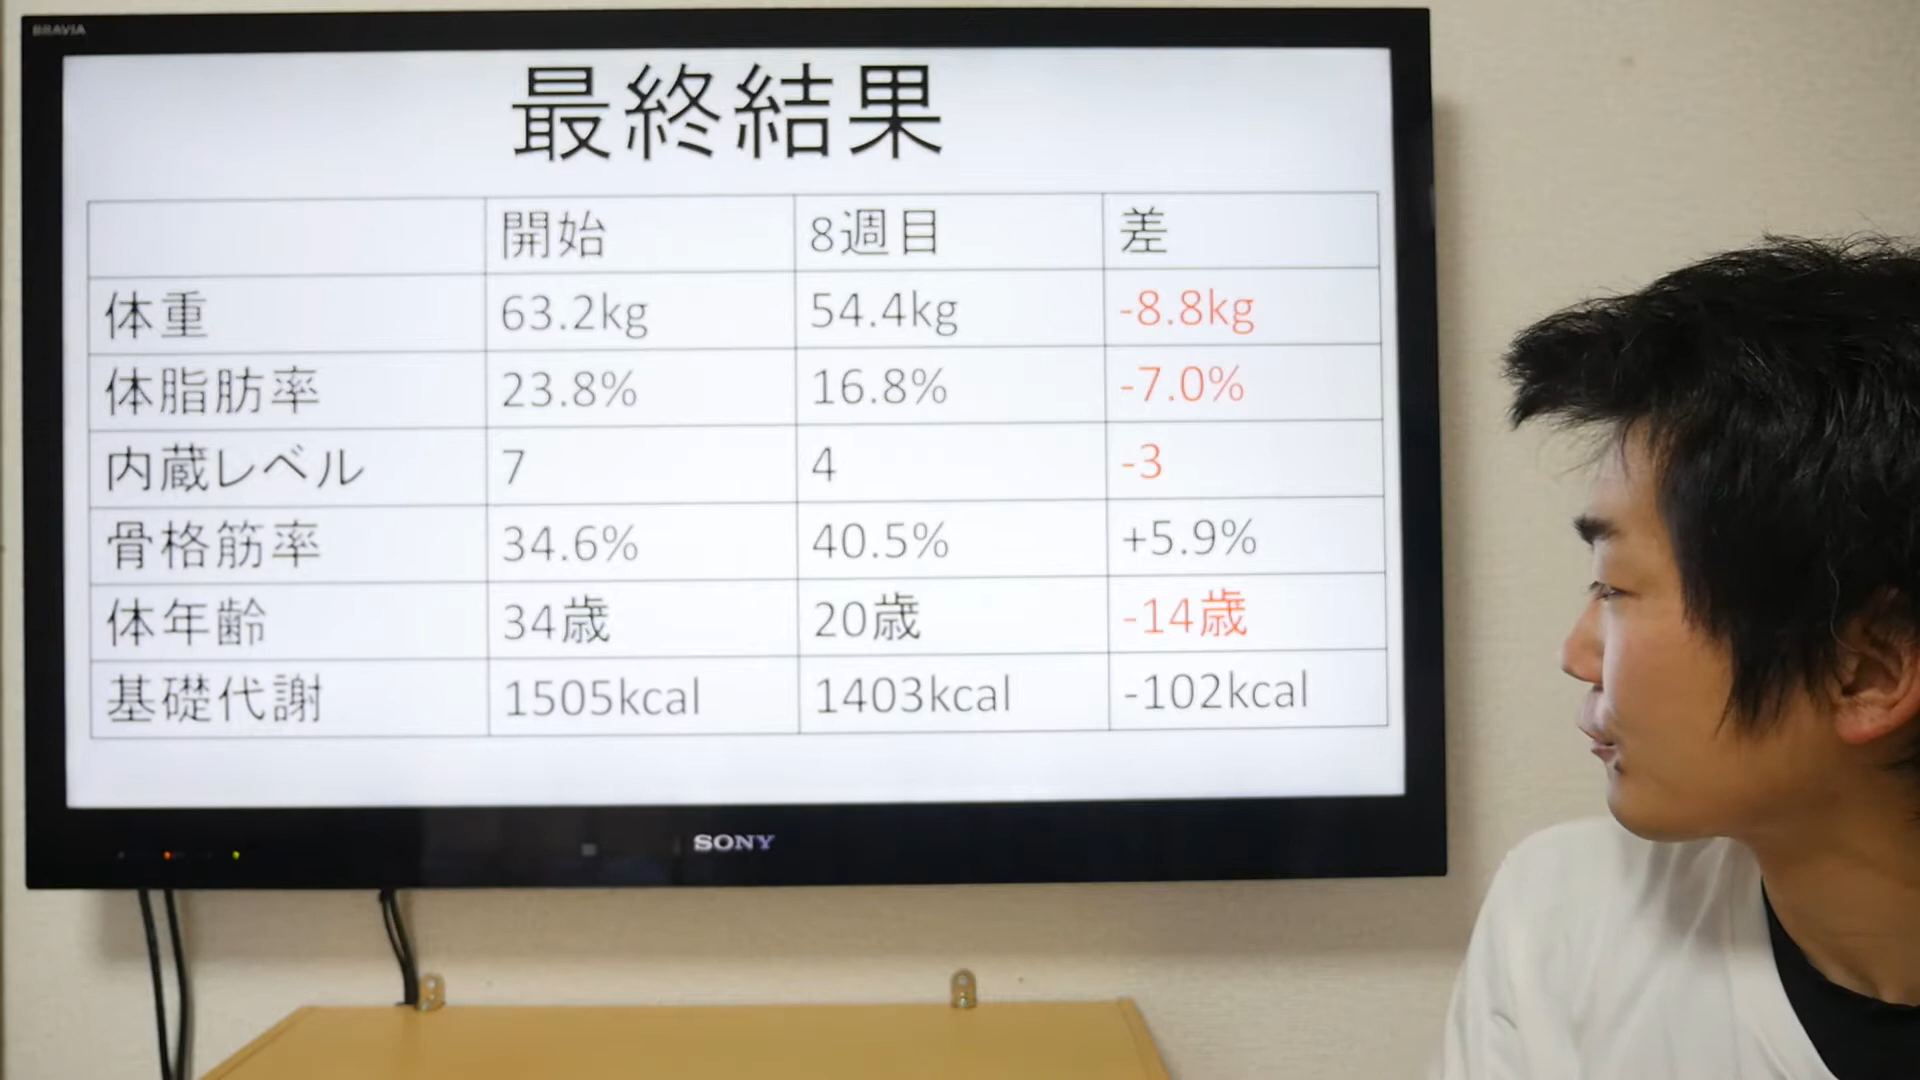 BRAVIA
最終結果
開始 8週目 差
体重 63.2kg 54.4kg -8.8kg
体脂肪率 23.8% 16.8% -7.0%
内蔵レベル 7 4 -3
骨格筋率 34.6% 40.5% +5.9%
体年齢 34歳 20歳 -14歳
基礎代謝 1505kcal 1403kcal -102kcal
SONY